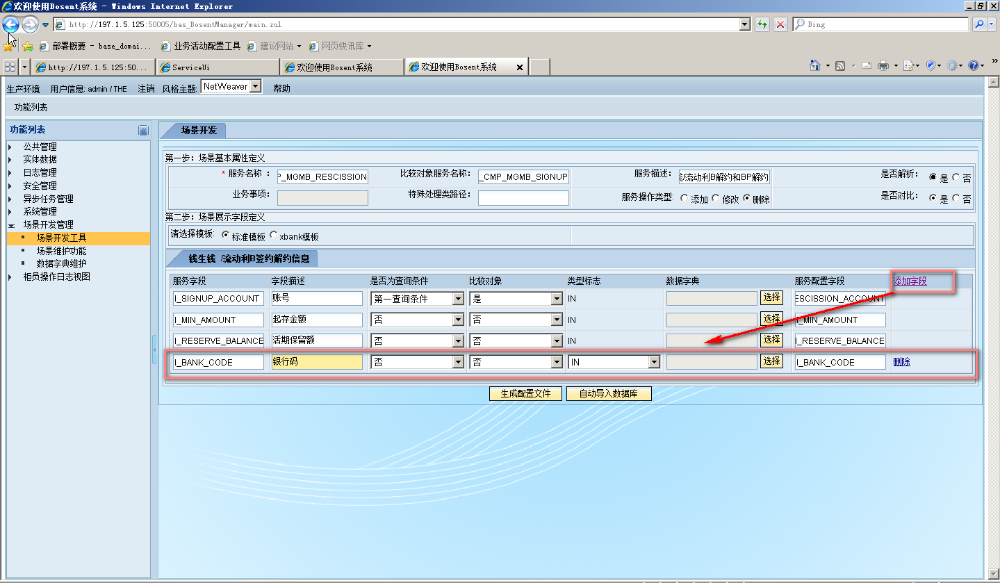 欢迎使用Bosent系统 - Windows Internet Explorer
http://197.1.5.125:50005/bas_BosentManager/main.zul
Bing
部署概要 - base_domai... 业务活动配置工具 建议网站 网页快讯库
http://197.1.5.125:50... ServiceUi 欢迎使用Bosent系统 欢迎使用Bosent系统
生产环境 用户信息: admin / THE 注销 风格主题: NetWeaver 帮助
功能列表
功能列表
公共管理
实体数据
日志管理
安全管理
异步任务管理
系统管理
场景开发管理
场景开发工具
场景维护功能
数据字典维护
柜员操作日志视图
场景开发
第一步：场景基本属性定义
* 服务名称： P_MGMB_RESCISSION 比较对象服务名称： _CMP_MGMB_SIGNUP 服务描述： 流动利B解约和BP解约 是否解析： 是 否
业务事项： 特殊处理类路径： 服务操作类型: 添加 修改 删除 是否对比： 是 否
第二步：场景展示字段定义
请选择模板: 标准模板 xbank模板
钱生钱 /流动利B签约解约信息
服务字段 字段描述 是否为查询条件 比较对象 类型标志 数据字典 服务配置字段 添加字段
I_SIGNUP_ACCOUNT 账号 第一查询条件 是 IN 选择 ESCISSION_ACCOUNT
I_MIN_AMOUNT 起存金额 否 否 IN 选择 I_MIN_AMOUNT
I_RESERVE_BALANCE 活期保留额 否 否 IN 选择 I_RESERVE_BALANCE
I_BANK_CODE 银行码 否 否 IN 选择 I_BANK_CODE 删除
生成配置文件 自动导入数据库